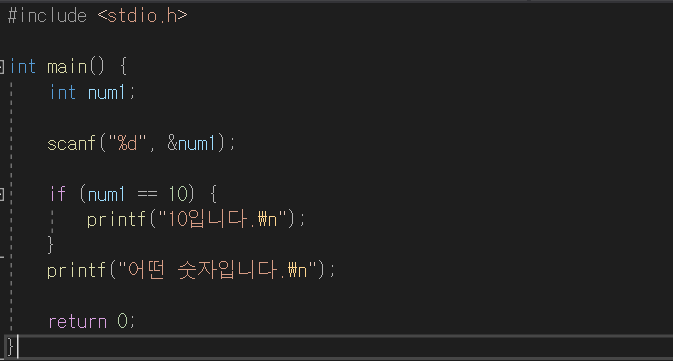 #include <stdio.h>
int main() {
int num1;
scanf("%d", &num1);
if (num1 == 10) {
printf("10입니다.₩n");
}
printf("어떤 숫자입니다.₩n");
return 0;
}